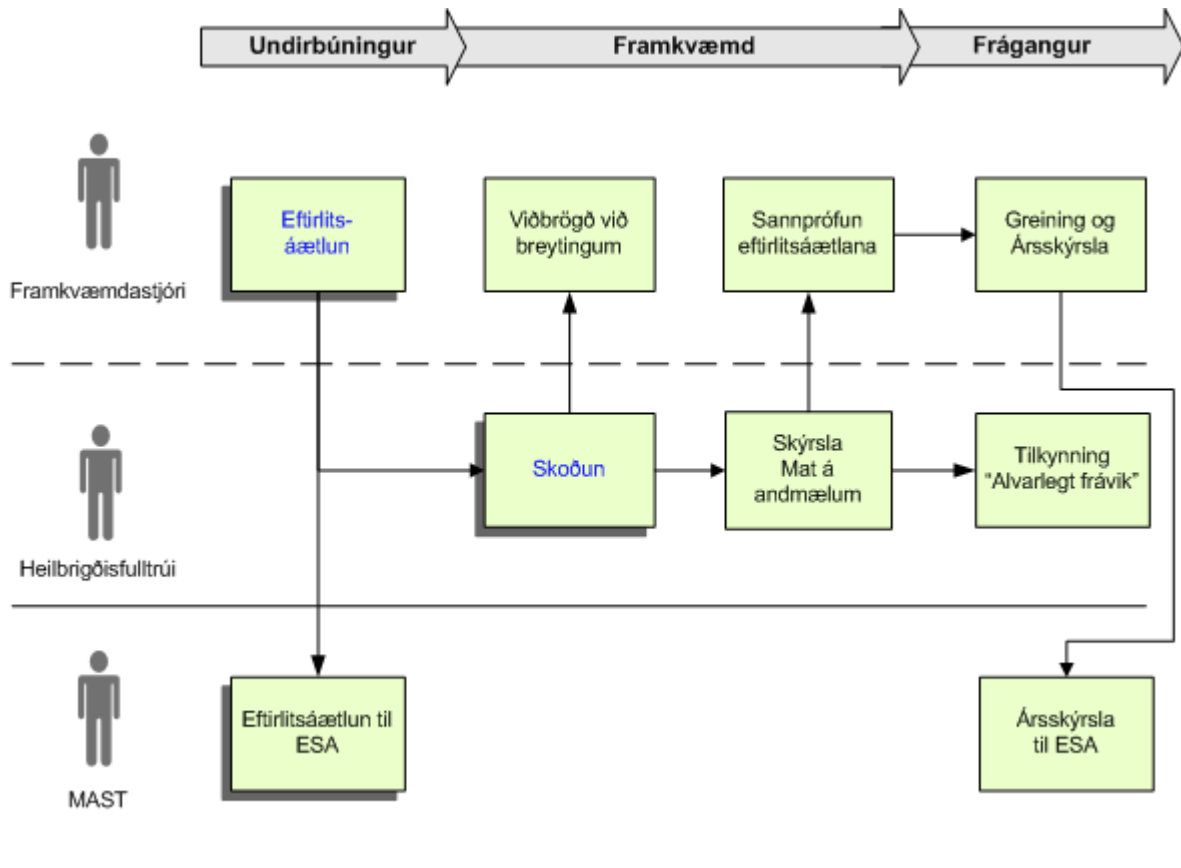 Undirbúningur
Framkvæmd
Frágangur
Framkvæmdastjóri
Eftirlits-
áætlun
Viðbrögð við
breytingum
Sannprófun
eftirlitsáætlana
Greining og
Ársskýrsla
Heilbrigðisfulltrúi
Skoðun
Skýrsla
Mat á
andmælum
Tilkynning
“Alvarlegt frávik”
MAST
Eftirlitsáætlun til
ESA
Ársskýrsla
til ESA